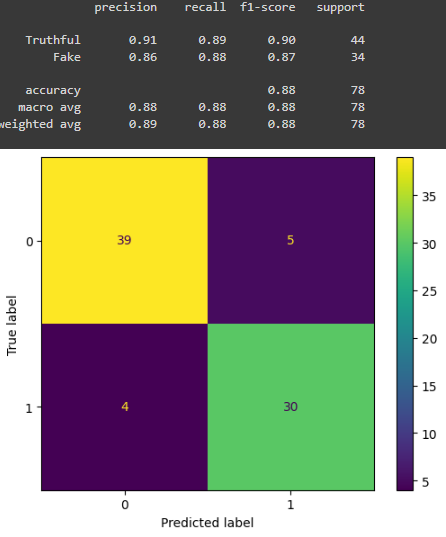 precision recall f1-score support
Truthful 0.91 0.89 0.90 44
Fake 0.86 0.88 0.87 34
accuracy 0.88 78
macro avg 0.88 0.88 0.88 78
weighted avg 0.89 0.88 0.88 78
True label
0
39
5
1
4
30
0
1
Predicted label
35
30
25
20
15
10
5